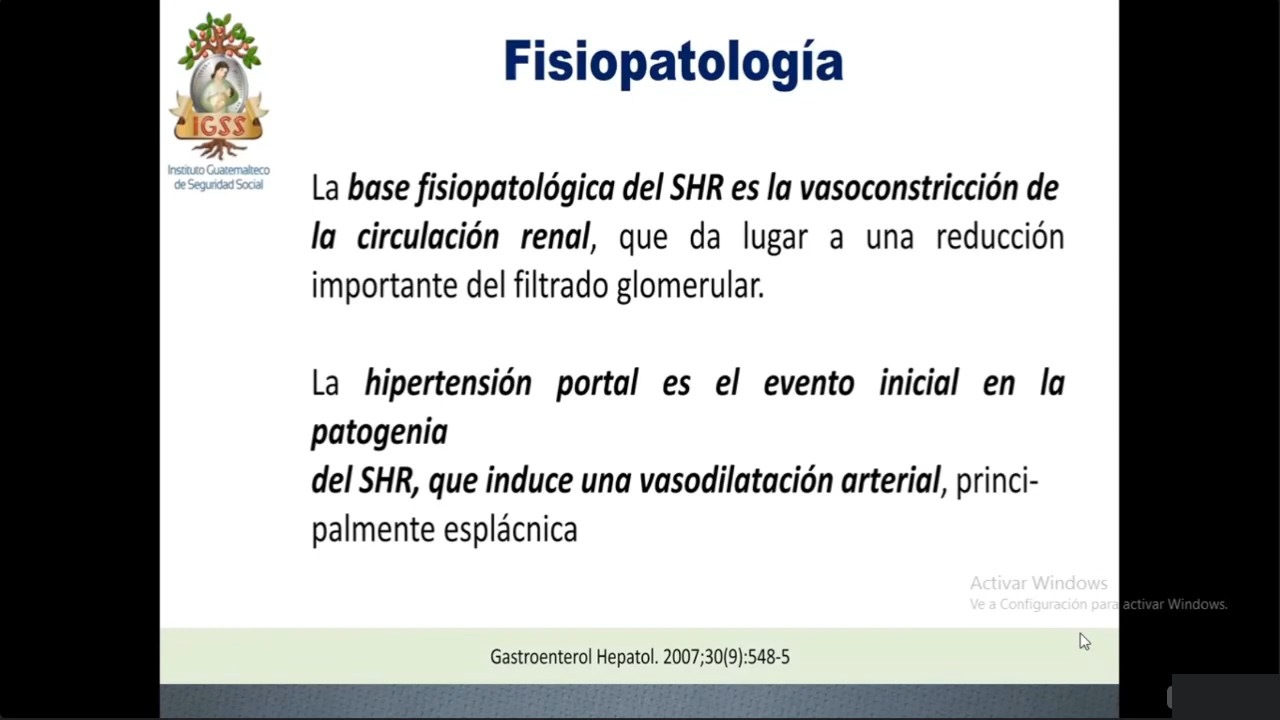 Fisiopatología
IGSS
Instituto Guatemalteco
de Seguridad Social
La base fisiopatológica del SHR es la vasoconstricción de
la circulación renal, que da lugar a una reducción
importante del filtrado glomerular.
La hipertensión portal es el evento inicial en la
patogenia
del SHR, que induce una vasodilatación arterial, princi-
palmente esplácnica
Activar Windows
Ve a Configuración para activar Windows.
Gastroenterol Hepatol. 2007;30(9):548-5